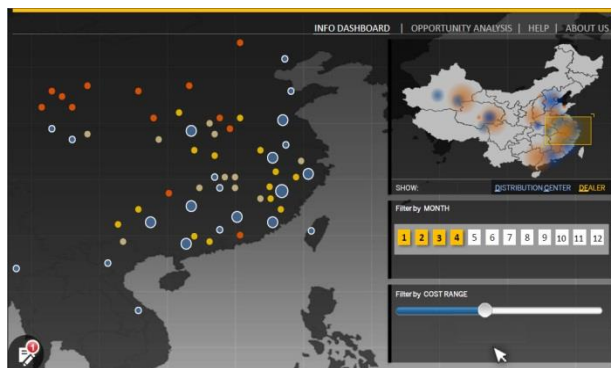 INFO DASHBOARD | OPPORTUNITY ANALYSIS | HELP | ABOUT US
SHOW: DISTRIBUTION CENTER DEALER
Filter by MONTH
1 2 3 4 5 6 7 8 9 10 11 12
Filter by COST RANGE
1